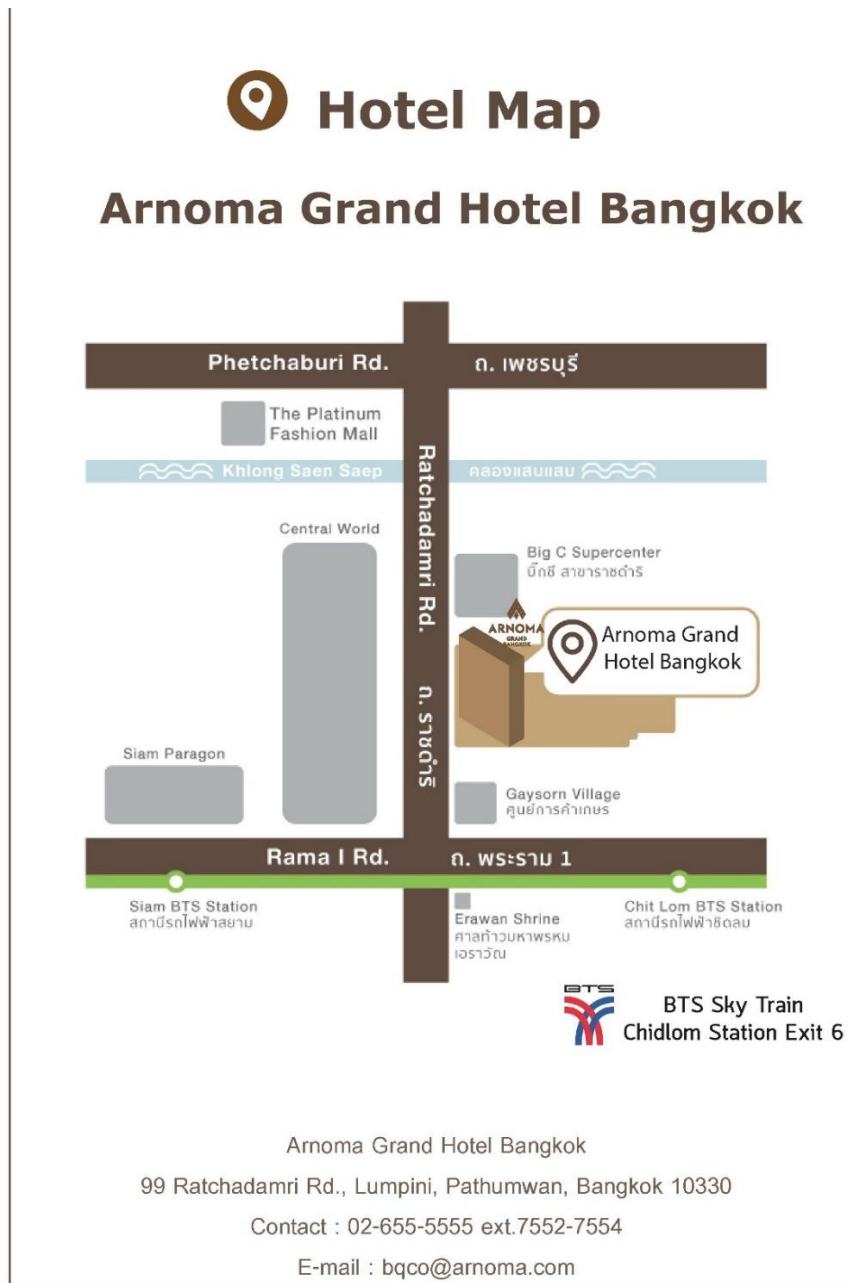 Hotel Map
Arnoma Grand Hotel Bangkok
Phetchaburi Rd.
ถ. เพชรบุรี
The Platinum
Fashion Mall
Khlong Saen Saep
คลองแสนแสบ
Ratchadamri Rd.
ถ. ราชดำริ
Central World
Big C Supercenter
บิ๊กซี สาขาราชดำริ
ARNOMA
GRAND
BANGKOK
Arnoma Grand
Hotel Bangkok
Siam Paragon
Gaysorn Village
ศูนย์การค้าเกษร
Rama I Rd.
ถ. พระราม 1
Siam BTS Station
สถานีรถไฟฟ้าสยาม
Erawan Shrine
ศาลท้าวมหาพรหม
เอราวัณ
Chit Lom BTS Station
สถานีรถไฟฟ้าชิดลม
BTS
BTS Sky Train
Chidlom Station Exit 6
Arnoma Grand Hotel Bangkok
99 Ratchadamri Rd., Lumpini, Pathumwan, Bangkok 10330
Contact : 02-655-5555 ext.7552-7554
E-mail : bqco@arnoma.com